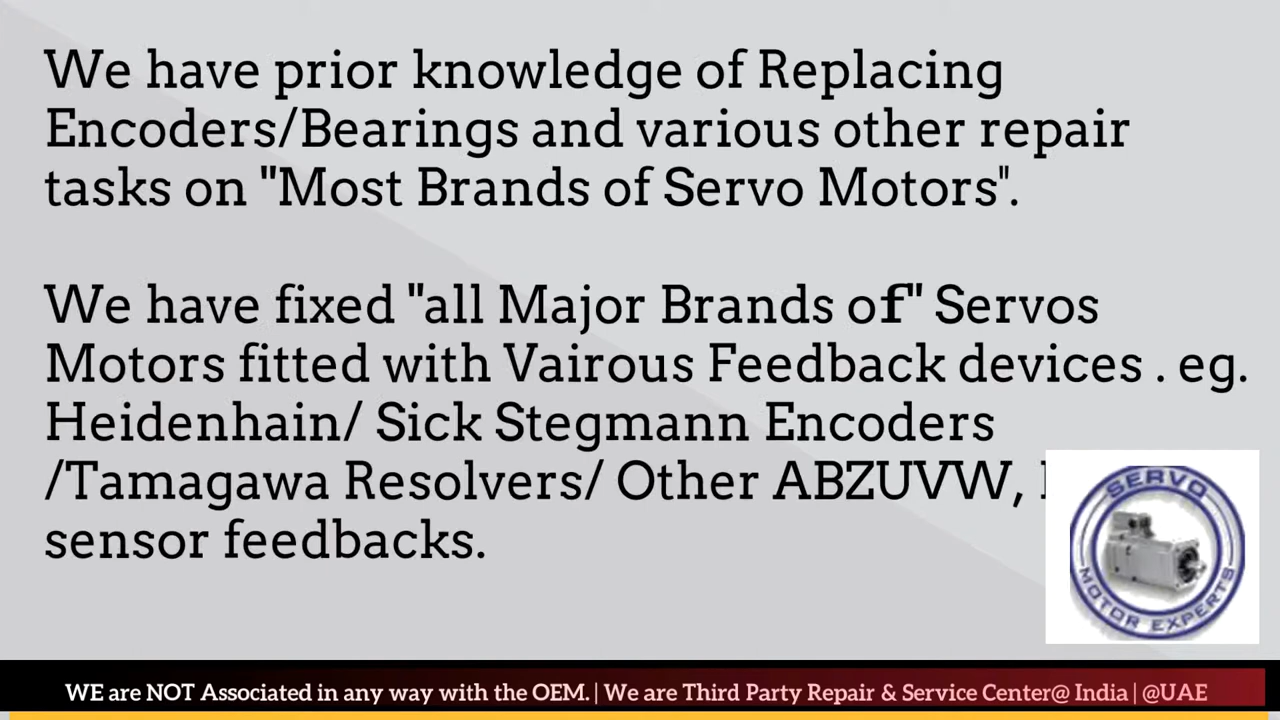 We have prior knowledge of Replacing
Encoders/Bearings and various other repair
tasks on "Most Brands of Servo Motors".
We have fixed "all Major Brands of" Servos
Motors fitted with Vairous Feedback devices . eg.
Heidenhain/ Sick Stegmann Encoders
/Tamagawa Resolvers/ Other ABZUVW,
sensor feedbacks.
SERVO
MOTOR EXPERTS
WE are NOT Associated in any way with the OEM. | We are Third Party Repair & Service Center@ India | @UAE